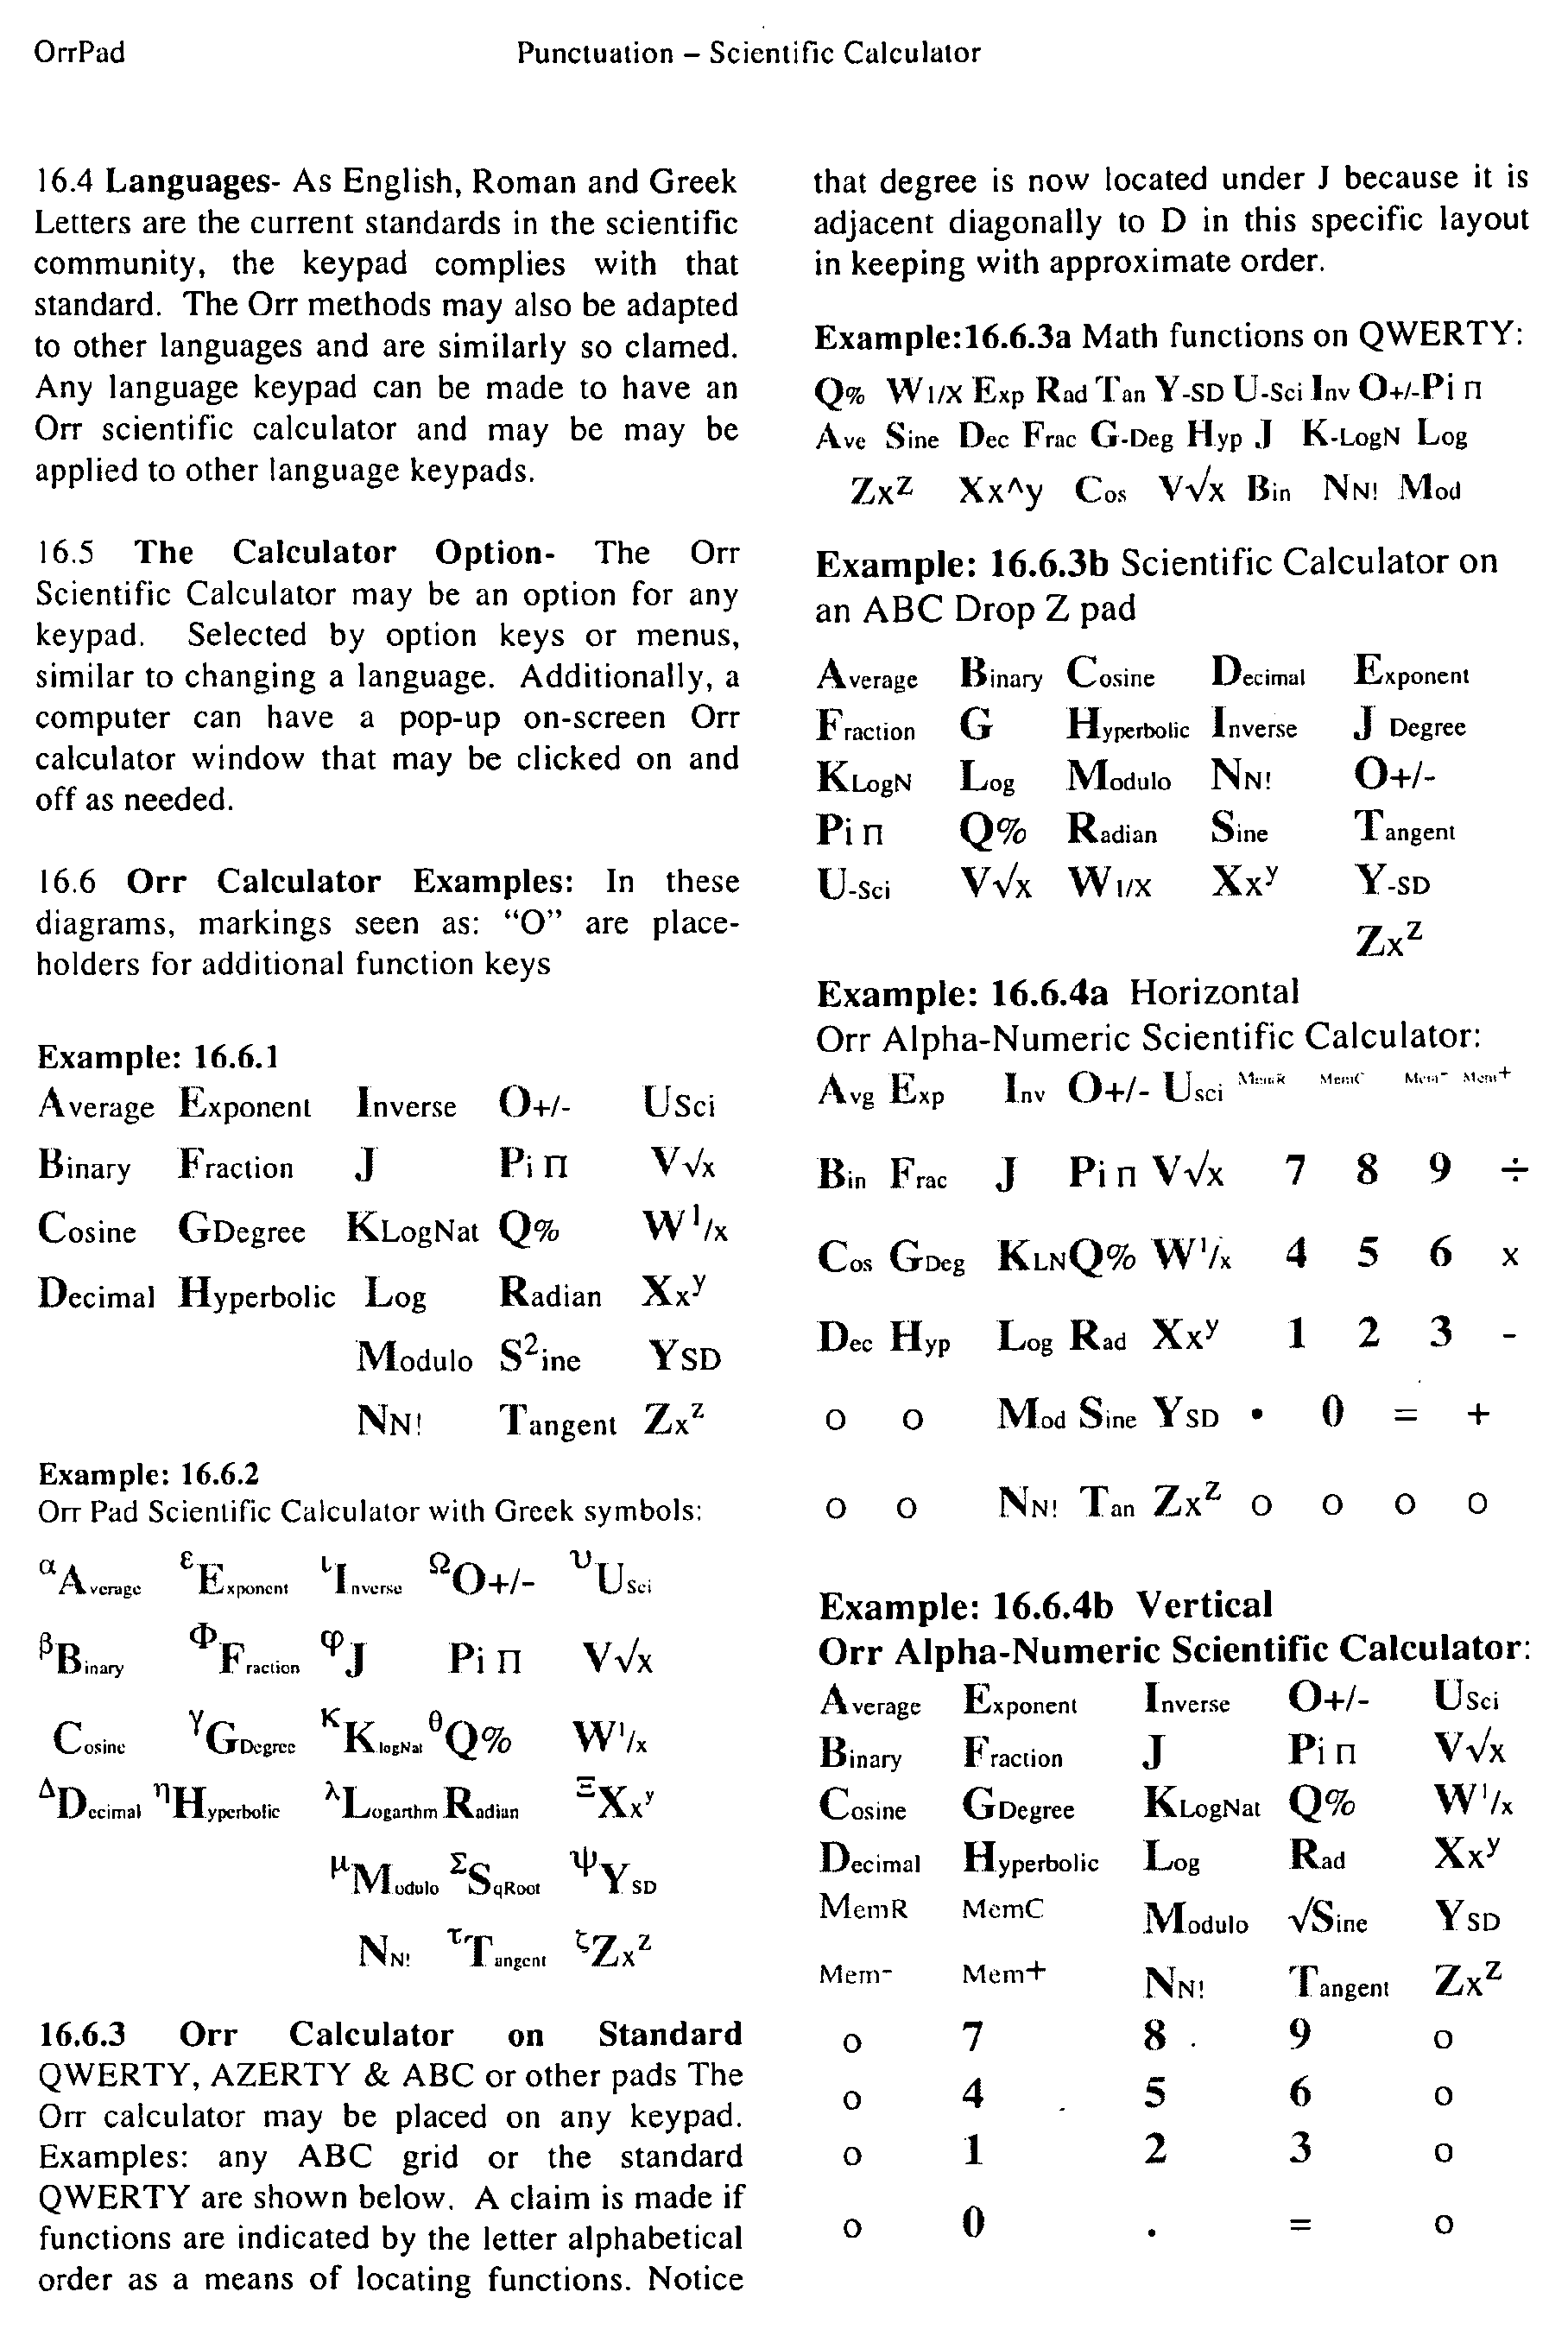 OrrPad
Punctuation – Scientific Calculator
16.4 Languages- As English, Roman and Greek
Letters are the current standards in the scientific
community, the keypad complies with that
standard. The Orr methods may also be adapted
to other languages and are similarly so clamed.
Any language keypad can be made to have an
Orr scientific calculator and may be may be
applied to other language keypads.
16.5 The Calculator Option- The Orr
Scientific Calculator may be an option for any
keypad. Selected by option keys or menus,
similar to changing a language. Additionally, a
computer can have a pop-up on-screen Orr
calculator window that may be clicked on and
off as needed.
16.6 Orr Calculator Examples: In these
diagrams, markings seen as: “O” are place-
holders for additional function keys
Example: 16.6.1
Average Exponent Inverse O+/- USci
Binary Fraction J Pi п V√x
Cosine GDegree KLogNat Q% W¹/x
Decimal Hyperbolic Log Radian Xxʸ
Modulo S²ine YSD
NN! Tangent Zxᶻ
Example: 16.6.2
Orr Pad Scientific Calculator with Greek symbols:
αAverage εExponent ιInverse ΩO+/- υUSci
βBinary ΦFraction φJ Pi п V√x
Cosine γGDegree κKlogNat θQ% W¹/x
ΔDecimal ηHyperbolic λLogarthm Radian ΞXxʸ
μModulo ΣSqRoot ψYSD
NN! τTangent ζZxᶻ
16.6.3 Orr Calculator on Standard
QWERTY, AZERTY & ABC or other pads The
Orr calculator may be placed on any keypad.
Examples: any ABC grid or the standard
QWERTY are shown below. A claim is made if
functions are indicated by the letter alphabetical
order as a means of locating functions. Notice
that degree is now located under J because it is
adjacent diagonally to D in this specific layout
in keeping with approximate order.
Example:16.6.3a Math functions on QWERTY:
Q% W1/X Exp Rad Tan Y-SD U-Sci Inv O+/-Pi п
Ave Sine Dec Frac G-Deg Hyp J K-LogN Log
Zxᶻ Xx^y Cos V√x Bin NN! Mod
Example: 16.6.3b Scientific Calculator on
an ABC Drop Z pad
Average Binary Cosine Decimal Exponent
Fraction G Hyperbolic Inverse J Degree
KLogN Log Modulo NN! O+/-
Pi п Q% Radian Sine Tangent
U-Sci V√x W1/X Xxʸ Y-SD
Zxᶻ
Example: 16.6.4a Horizontal
Orr Alpha-Numeric Scientific Calculator:
Avg Exp Inv O+/- Usci MemR MemC Mem- Mem+
Bin Frac J Pi п V√x 7 8 9 ÷
Cos GDeg KLNQ% W¹/x 4 5 6 x
Dec Hyp Log Rad Xxʸ 1 2 3 -
o o Mod Sine YSD • 0 = +
o o NN! Tan Zxᶻ o o o o
Example: 16.6.4b Vertical
Orr Alpha-Numeric Scientific Calculator:
Average Exponent Inverse O+/- USci
Binary Fraction J Pi п V√x
Cosine GDegree KLogNat Q% W¹/x
Decimal Hyperbolic Log Rad Xxʸ
MemR MemC Modulo √Sine YSD
Mem- Mem+ NN! Tangent Zxᶻ
o 7 8 9 o
o 4 5 6 o
o 1 2 3 o
o 0 . = o